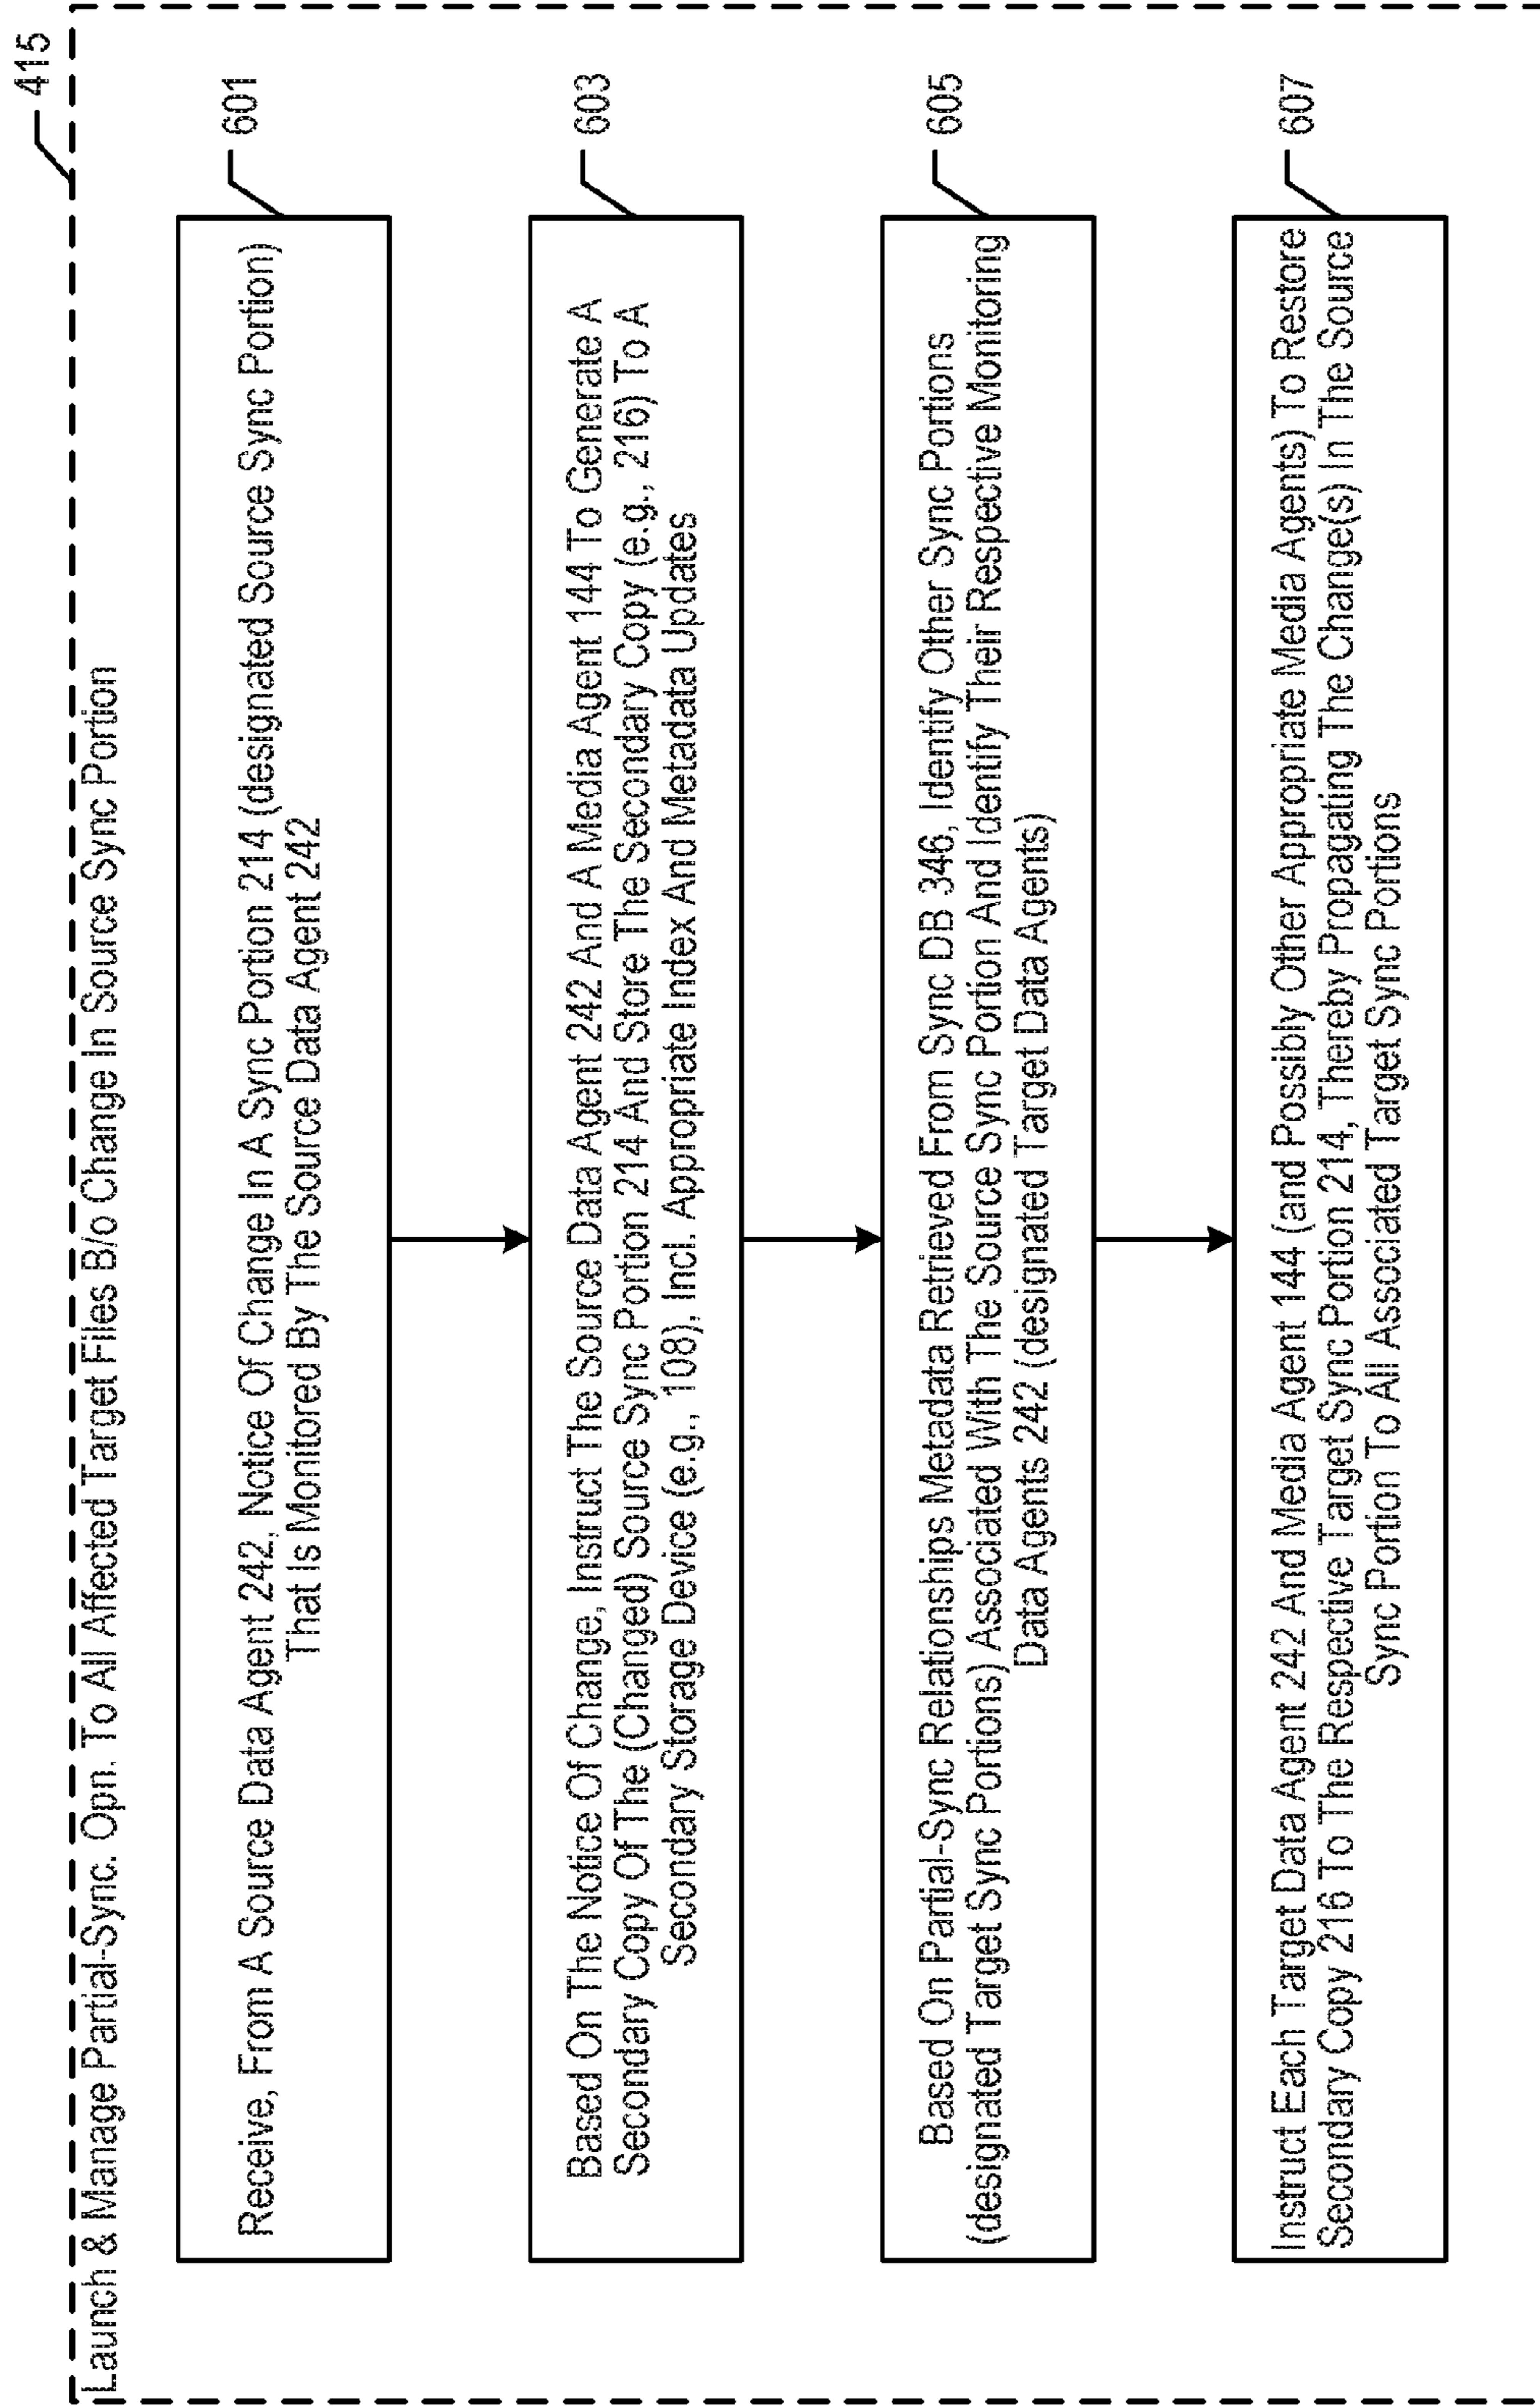 415
Launch & Manage Partial-Sync. Opn. To All Affected Target Files B/o Change In Source Sync Portion
601
Receive, From A Source Data Agent 242, Notice Of Change In A Sync Portion 214 (designated Source Sync Portion)
That Is Monitored By The Source Data Agent 242
603
Based On The Notice Of Change, Instruct The Source Data Agent 242 And A Media Agent 144 To Generate A
Secondary Copy Of The (Changed) Source Sync Portion 214 And Store The Secondary Copy (e.g., 216) To A
Secondary Storage Device (e.g., 108), Incl. Appropriate Index And Metadata Updates
605
Based On Partial-Sync Relationships Metadata Retrieved From Sync DB 346, Identify Other Sync Portions
(designated Target Sync Portions) Associated With The Source Sync Portion And Identify Their Respective Monitoring
Data Agents 242 (designated Target Data Agents)
607
Instruct Each Target Data Agent 242 And Media Agent 144 (and Possibly Other Appropriate Media Agents) To Restore
Secondary Copy 216 To The Respective Target Sync Portion 214, Thereby Propagating The Change(s) In The Source
Sync Portion To All Associated Target Sync Portions